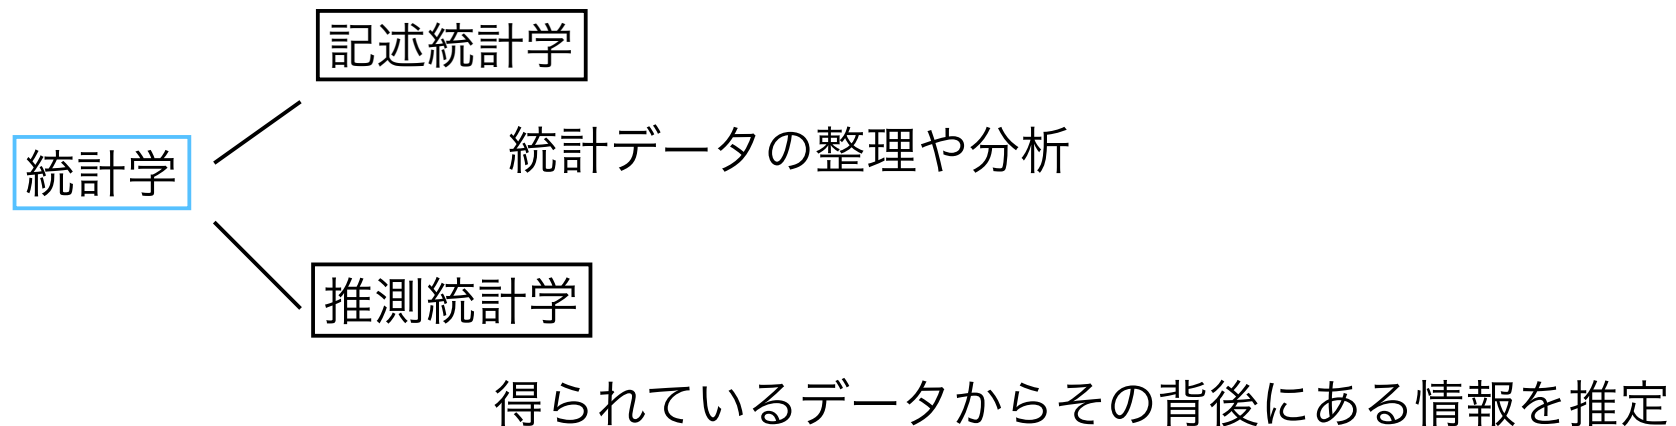 記述統計学
統計データの整理や分析
統計学
推測統計学
得られているデータからその背後にある情報を推定